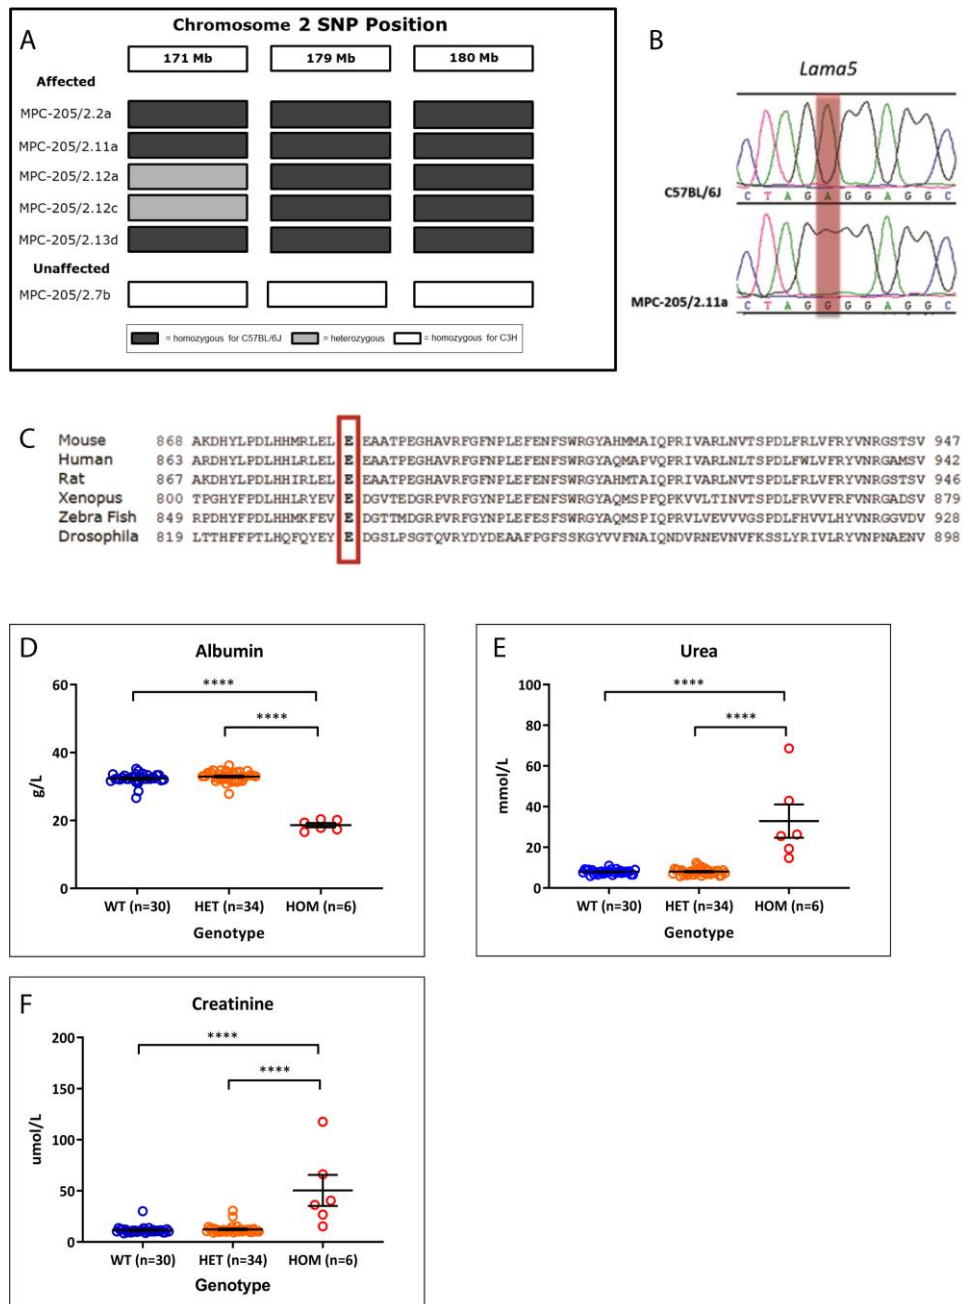 A
Chromosome 2 SNP Position
171 Mb 179 Mb 180 Mb
Affected
MPC-205/2.2a
MPC-205/2.11a
MPC-205/2.12a
MPC-205/2.12c
MPC-205/2.13d
Unaffected
MPC-205/2.7b
= homozygous for C57BL/6J = heterozygous = homozygous for C3H
B
Lama5
C57BL/6J
C T A G A G G A G G C
MPC-205/2.11a
C T A G G G G A G G C
C
Mouse 868 AKDHYLPDLHHMRLEL E EAATPEGHAVRFGFNPLEFENFSWRGYAHMMAIQPRIVARLNVTSPDLFRLVFRYVNRGSTSV 947
Human 863 ARDHYLPDLHHLRLEL E EAATPEGHAVRFGFNPLEFENFSWRGYAQMAPVQPRIVARLNLTSPDLFWLVFRYVNRGAMSV 942
Rat 867 AKDHYLPDLHHIRLEL E EAATPEGHAVRFGFNPLEFENFSWRGYAHMTAIQPRIVARLNVTSPDLFRLVFRYVNRGSTSV 946
Xenopus 800 TPGHYFPDLHHLRYEV E DGVTEDGRPVRFGYNPLEFENFSWRGYAQMSPFQPKVVLTINVTSPDLFRVVFRFVNRGADSV 879
Zebra Fish 849 RPDHYFPDLHHMKFEV E DGTTMDGRPVRFGYNPLEFESFSWRGYAQMSPIQPRVLVEVVVGSPDLFHVVLHYVNRGGVDV 928
Drosophila 819 LTTHFFPTLHQFQYEY E DGSLPSGTQVRYDYDEAAFPGFSSKGYVVFNAIQNDVRNEVNVFKSSLYRIVLRYVNPNAENV 898
D
Albumin
60
****
****
40
g/L
20
0
WT (n=30) HET (n=34) HOM (n=6)
Genotype
E
Urea
100
****
80
****
60
mmol/L
40
20
0
WT (n=30) HET (n=34) HOM (n=6)
Genotype
F
Creatinine
200
****
150
****
100
umol/L
50
0
WT (n=30) HET (n=34) HOM (n=6)
Genotype